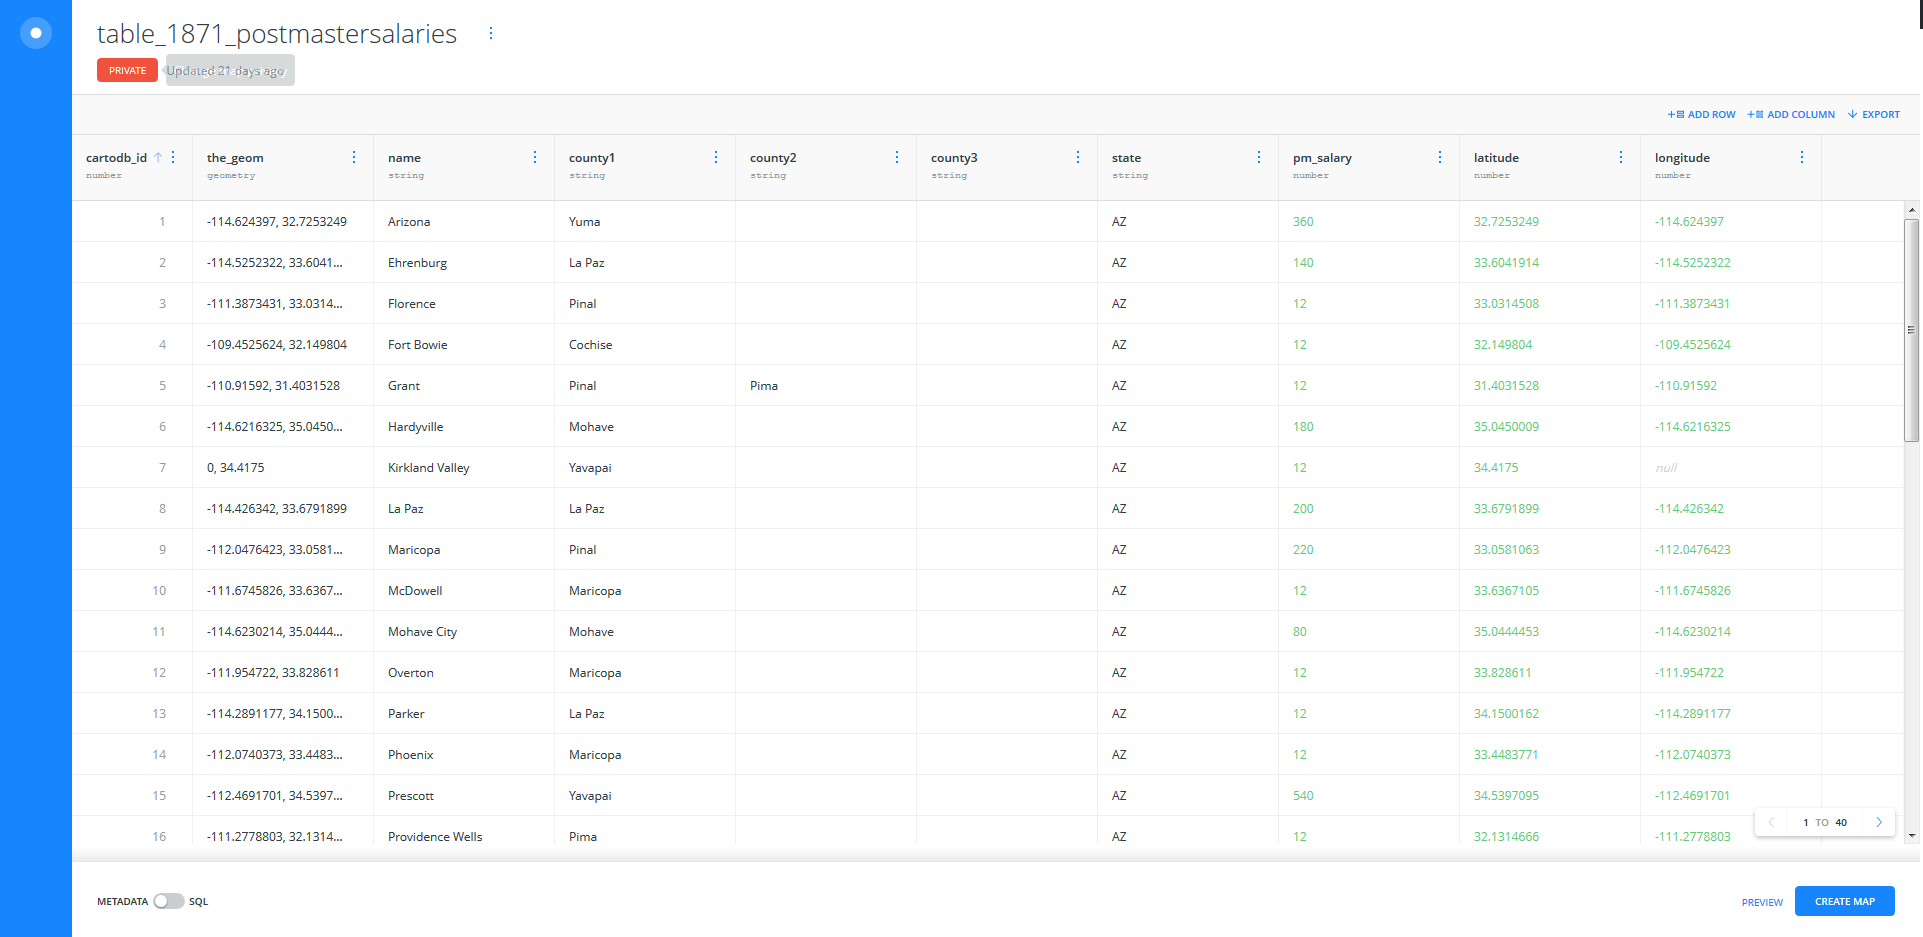 table_1871_postmastersalaries
PRIVATE Updated 21 days ago
ADD ROW ADD COLUMN EXPORT
cartodb_id the_geom name county1 county2 county3 state pm_salary latitude longitude
number geometry string string string string string number number number
1 -114.624397, 32.7253249 Arizona Yuma AZ 360 32.7253249 -114.624397
2 -114.5252322, 33.6041... Ehrenburg La Paz AZ 140 33.6041914 -114.5252322
3 -111.3873431, 33.0314... Florence Pinal AZ 12 33.0314508 -111.3873431
4 -109.4525624, 32.149804 Fort Bowie Cochise AZ 12 32.149804 -109.4525624
5 -110.91592, 31.4031528 Grant Pinal Pima AZ 12 31.4031528 -110.91592
6 -114.6216325, 35.0450... Hardyville Mohave AZ 180 35.0450009 -114.6216325
7 0, 34.4175 Kirkland Valley Yavapai AZ 12 34.4175 null
8 -114.426342, 33.6791899 La Paz La Paz AZ 200 33.6791899 -114.426342
9 -112.0476423, 33.0581... Maricopa Pinal AZ 220 33.0581063 -112.0476423
10 -111.6745826, 33.6367... McDowell Maricopa AZ 12 33.6367105 -111.6745826
11 -114.6230214, 35.0444... Mohave City Mohave AZ 80 35.0444453 -114.6230214
12 -111.954722, 33.828611 Overton Maricopa AZ 12 33.828611 -111.954722
13 -114.2891177, 34.1500... Parker La Paz AZ 12 34.1500162 -114.2891177
14 -112.0740373, 33.4483... Phoenix Maricopa AZ 12 33.4483771 -112.0740373
15 -112.4691701, 34.5397... Prescott Yavapai AZ 540 34.5397095 -112.4691701
16 -111.2778803, 32.1314... Providence Wells Pima AZ 12 32.1314666 -111.2778803
1 TO 40
METADATA SQL PREVIEW CREATE MAP